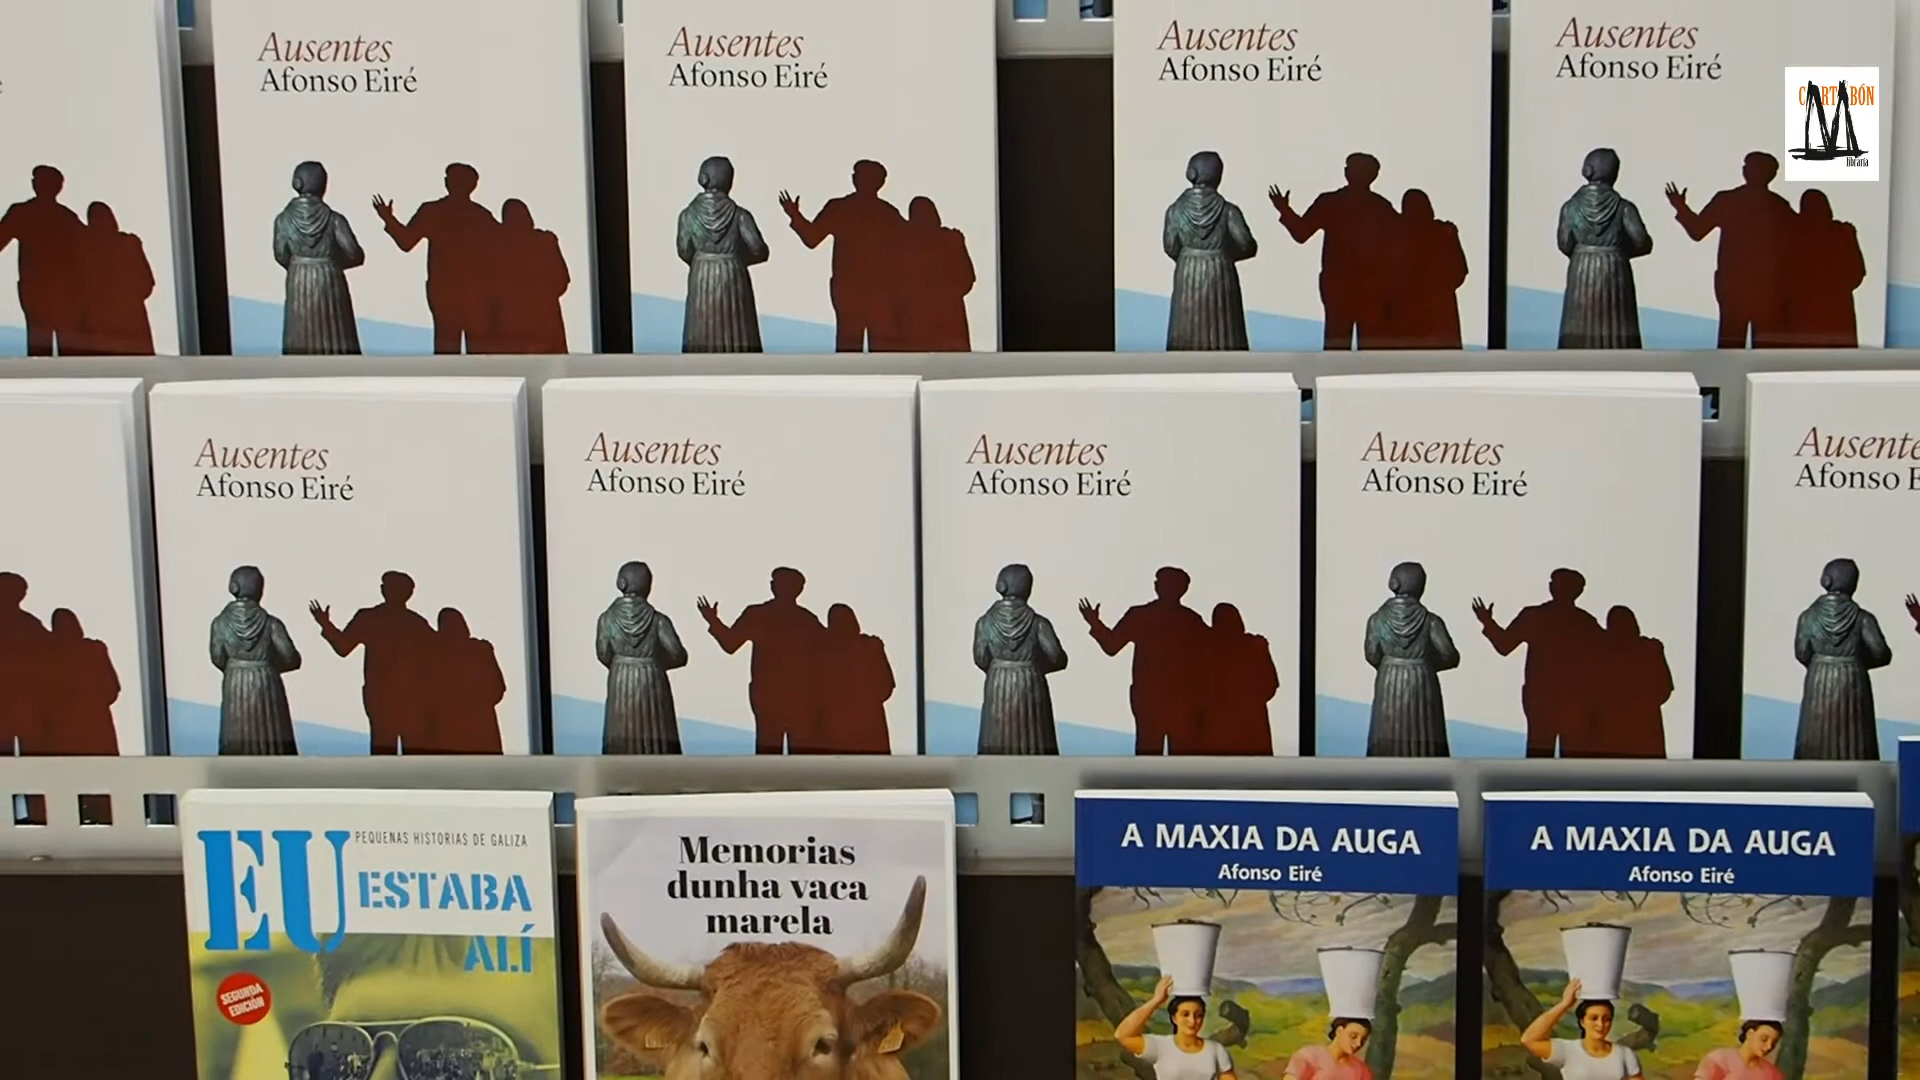 Ausentes
Afonso Eiré
Ausentes
Afonso Eiré
Ausentes
Afonso Eiré
Ausentes
Afonso Eiré
CARTABÓN
libraría
Ausentes
Afonso Eiré
Ausentes
Afonso Eiré
Ausentes
Afonso Eiré
Ausentes
Afonso Eiré
Ausente
Afonso E
EU
PEQUENAS HISTORIAS DE GALIZA
ESTABA
ALÍ
SEGUNDA
EDICIÓN
Memorias
dunha vaca
marela
A MAXIA DA AUGA
Afonso Eiré
A MAXIA DA AUGA
Afonso Eiré